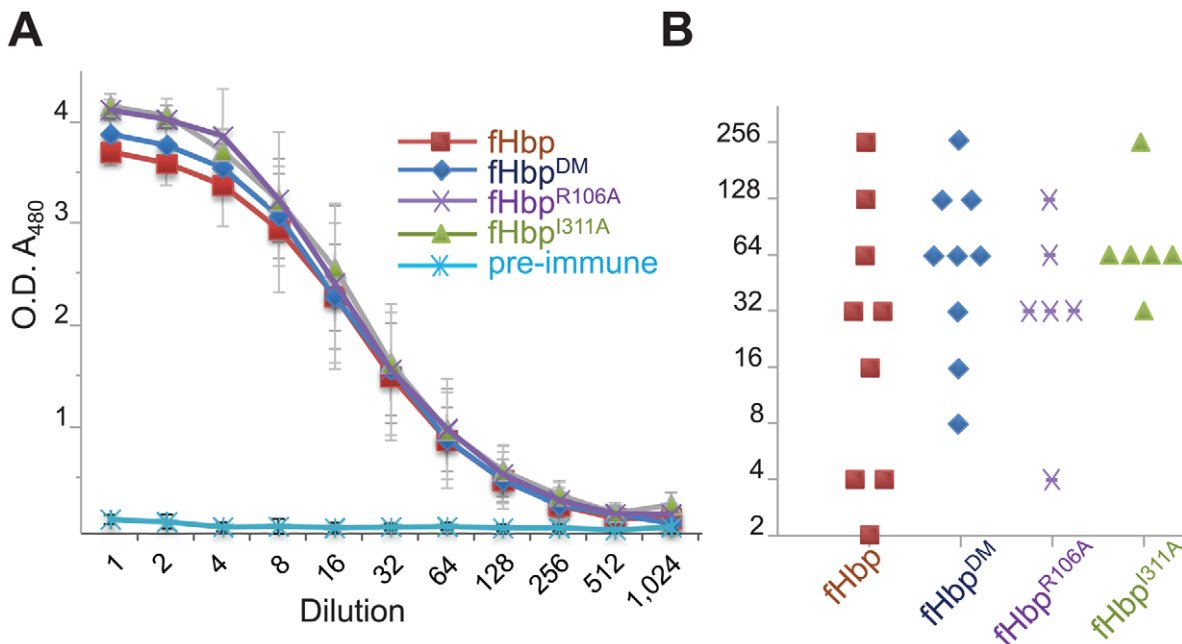 A
O.D. A480
4
3
2
1
fHbp
fHbpDM
fHbpR106A
fHbpI311A
pre-immune
1 2 4 8 16 32 64 128 256 512 1,024
Dilution
B
256
128
64
32
16
8
4
2
fHbp fHbpDM fHbpR106A fHbpI311A